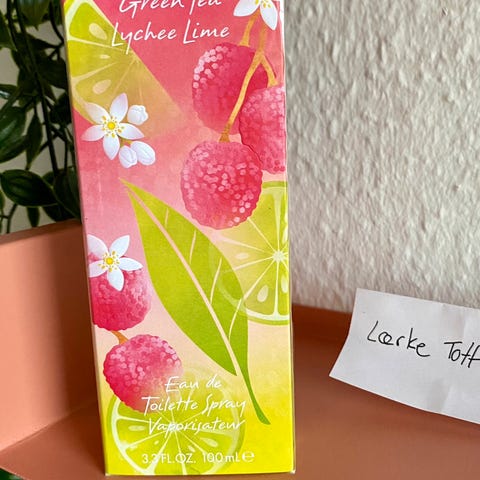 Green Tea
Lychee Lime
Lærke Toft
Eau de
Toilette Spray
Vaporisateur
3.3 FL.OZ. 100 mL e